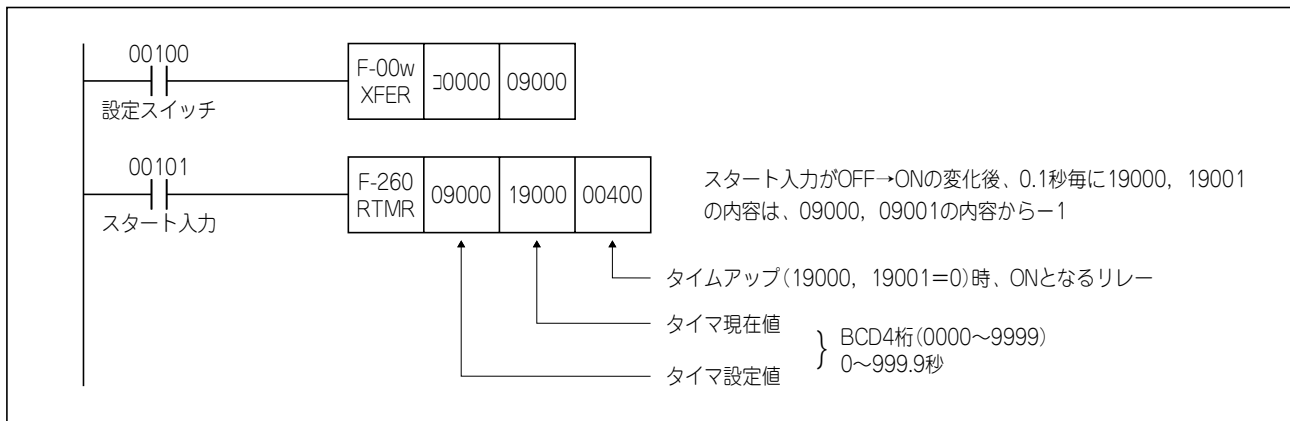 00100
設定スイッチ
F-00w
XFER
コ0000
09000
00101
スタート入力
F-260
RTMR
09000
19000
00400
スタート入力がOFF→ONの変化後、0.1秒毎に19000，19001
の内容は、09000，09001の内容から－1
タイムアップ(19000，19001＝0)時、ONとなるリレー
タイマ現在値
タイマ設定値
BCD4桁(0000～9999)
0～999.9秒